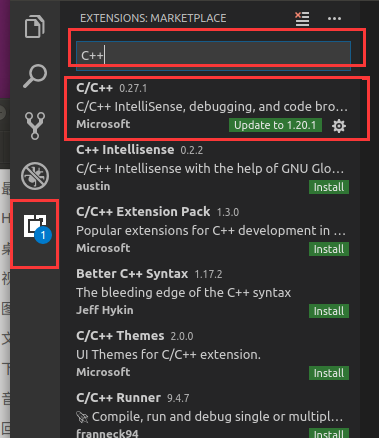 EXTENSIONS: MARKETPLACE
C++
C/C++ 0.27.1
C/C++ IntelliSense, debugging, and code bro...
Microsoft
Update to 1.20.1
C++ Intellisense 0.2.2
C/C++ Intellisense with the help of GNU Glo...
austin
Install
C/C++ Extension Pack 1.3.0
Popular extensions for C++ development in ...
Microsoft
Install
Better C++ Syntax 1.17.2
The bleeding edge of the C++ syntax
Jeff Hykin
Install
C/C++ Themes 2.0.0
UI Themes for C/C++ extension.
Microsoft
Install
C/C++ Runner 9.4.7
🚀 Compile, run and debug single or multipl...
franneck94
Install
1